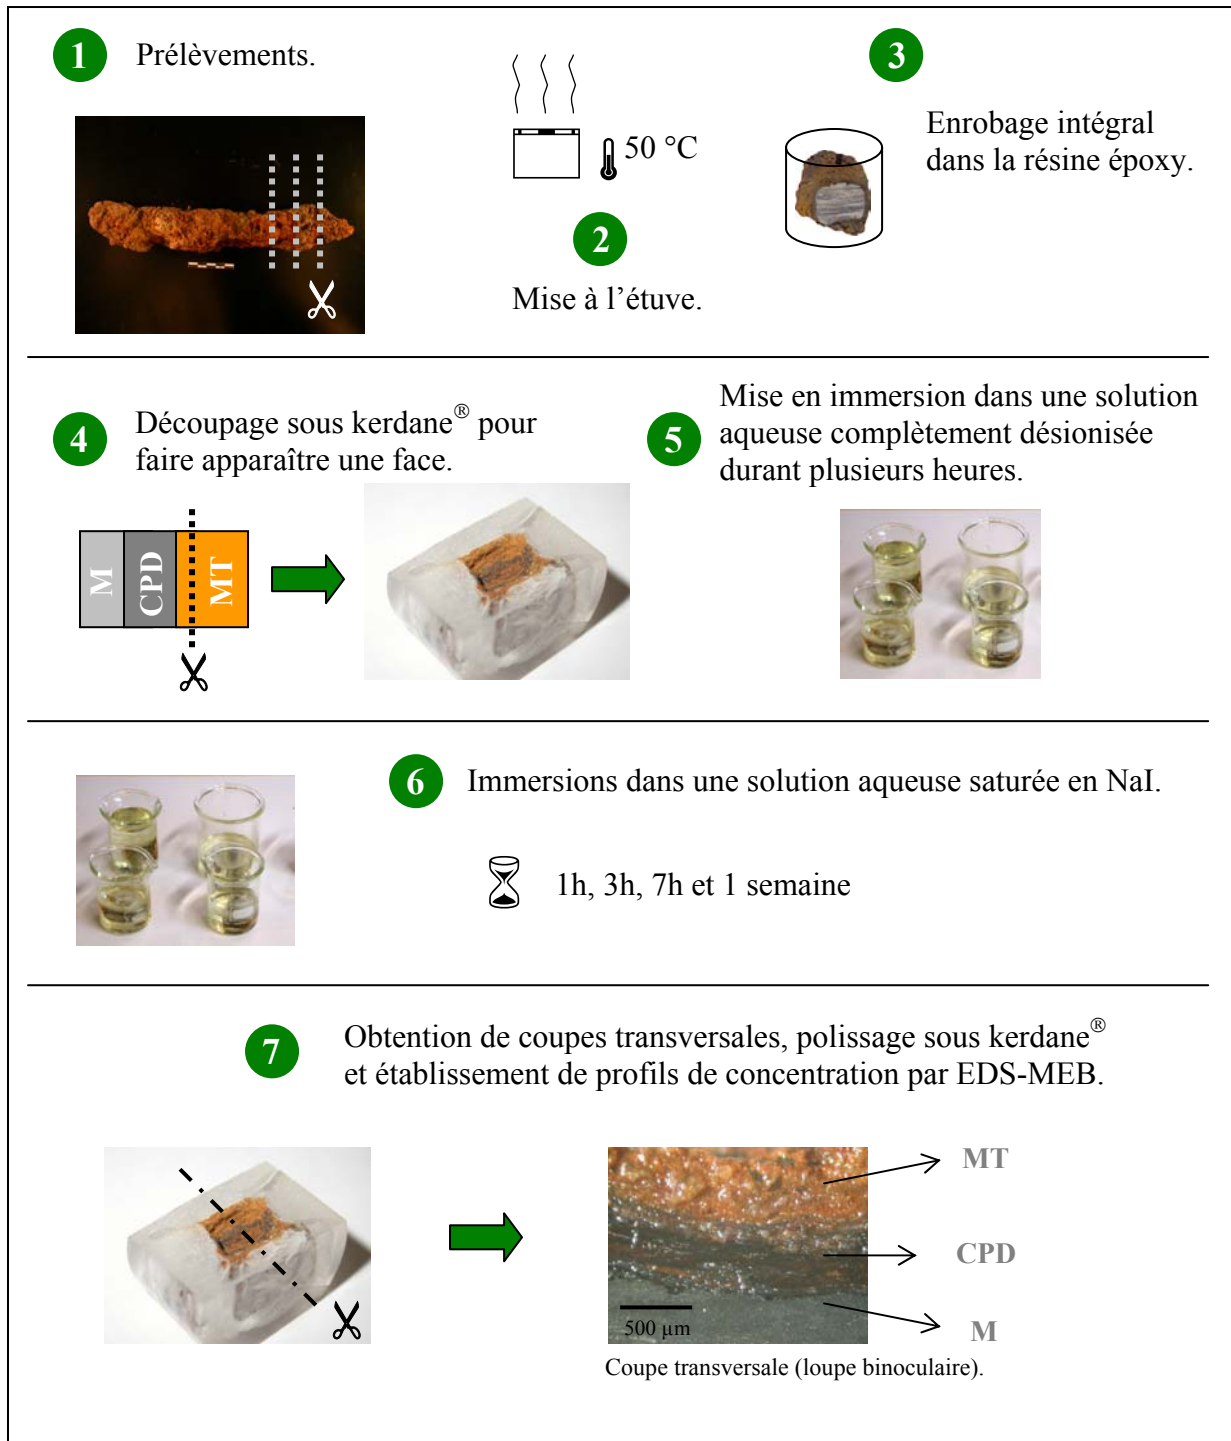 1 Prélèvements.
50 °C
2
Mise à l’étuve.
3
Enrobage intégral
dans la résine époxy.
4
Découpage sous kerdane® pour
faire apparaître une face.
M CPD MT
5
Mise en immersion dans une solution
aqueuse complètement désionisée
durant plusieurs heures.
6 Immersions dans une solution aqueuse saturée en NaI.
1h, 3h, 7h et 1 semaine
7
Obtention de coupes transversales, polissage sous kerdane®
et établissement de profils de concentration par EDS-MEB.
MT
CPD
M
500 µm
Coupe transversale (loupe binoculaire).